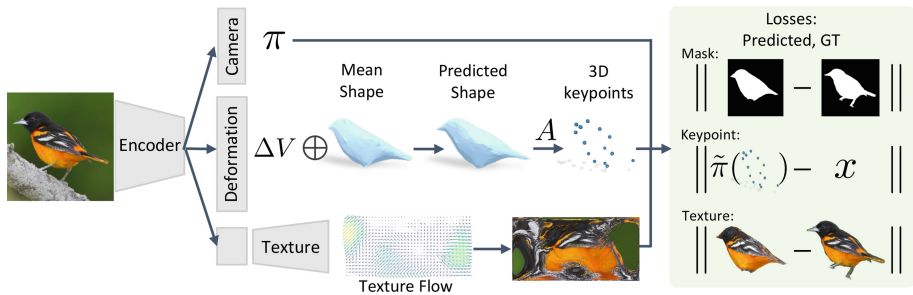 Encoder
Camera
π
Deformation
ΔV ⊕
Mean
Shape
Predicted
Shape
A
3D
keypoints
Texture
Texture Flow
Losses:
Predicted, GT
Mask:
|| − ||
Keypoint:
||π̃( ) − x||
Texture:
|| − ||